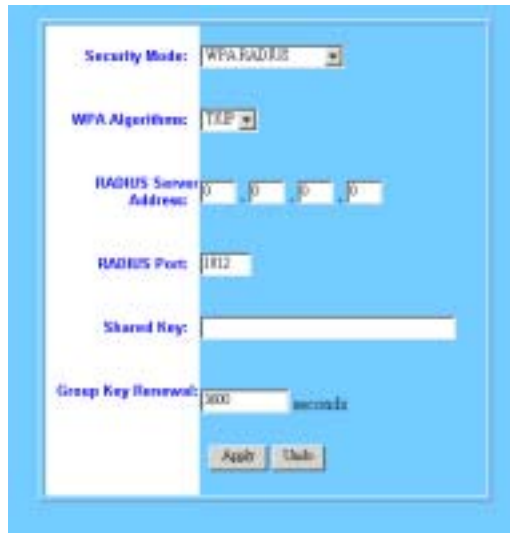 Security Mode: WPA RADIUS
WPA Algorithms: TKIP
RADIUS Server Address: 0 . 0 . 0 . 0
RADIUS Port: 1812
Shared Key:
Group Key Renewal: 3600 seconds
Apply Undo